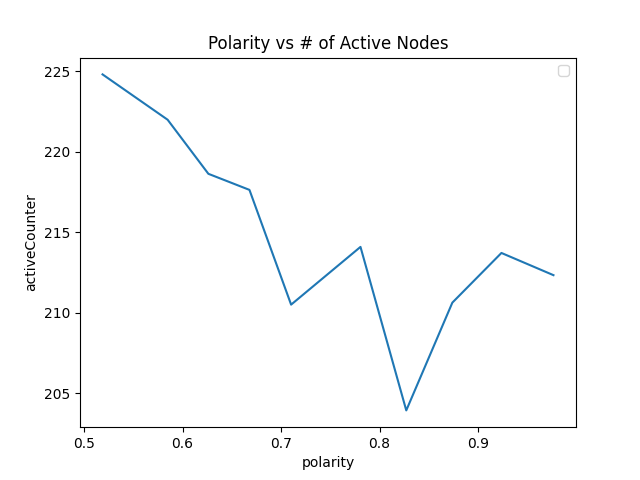 Polarity vs # of Active Nodes
225
220
215
210
205
activeCounter
0.5 0.6 0.7 0.8 0.9
polarity